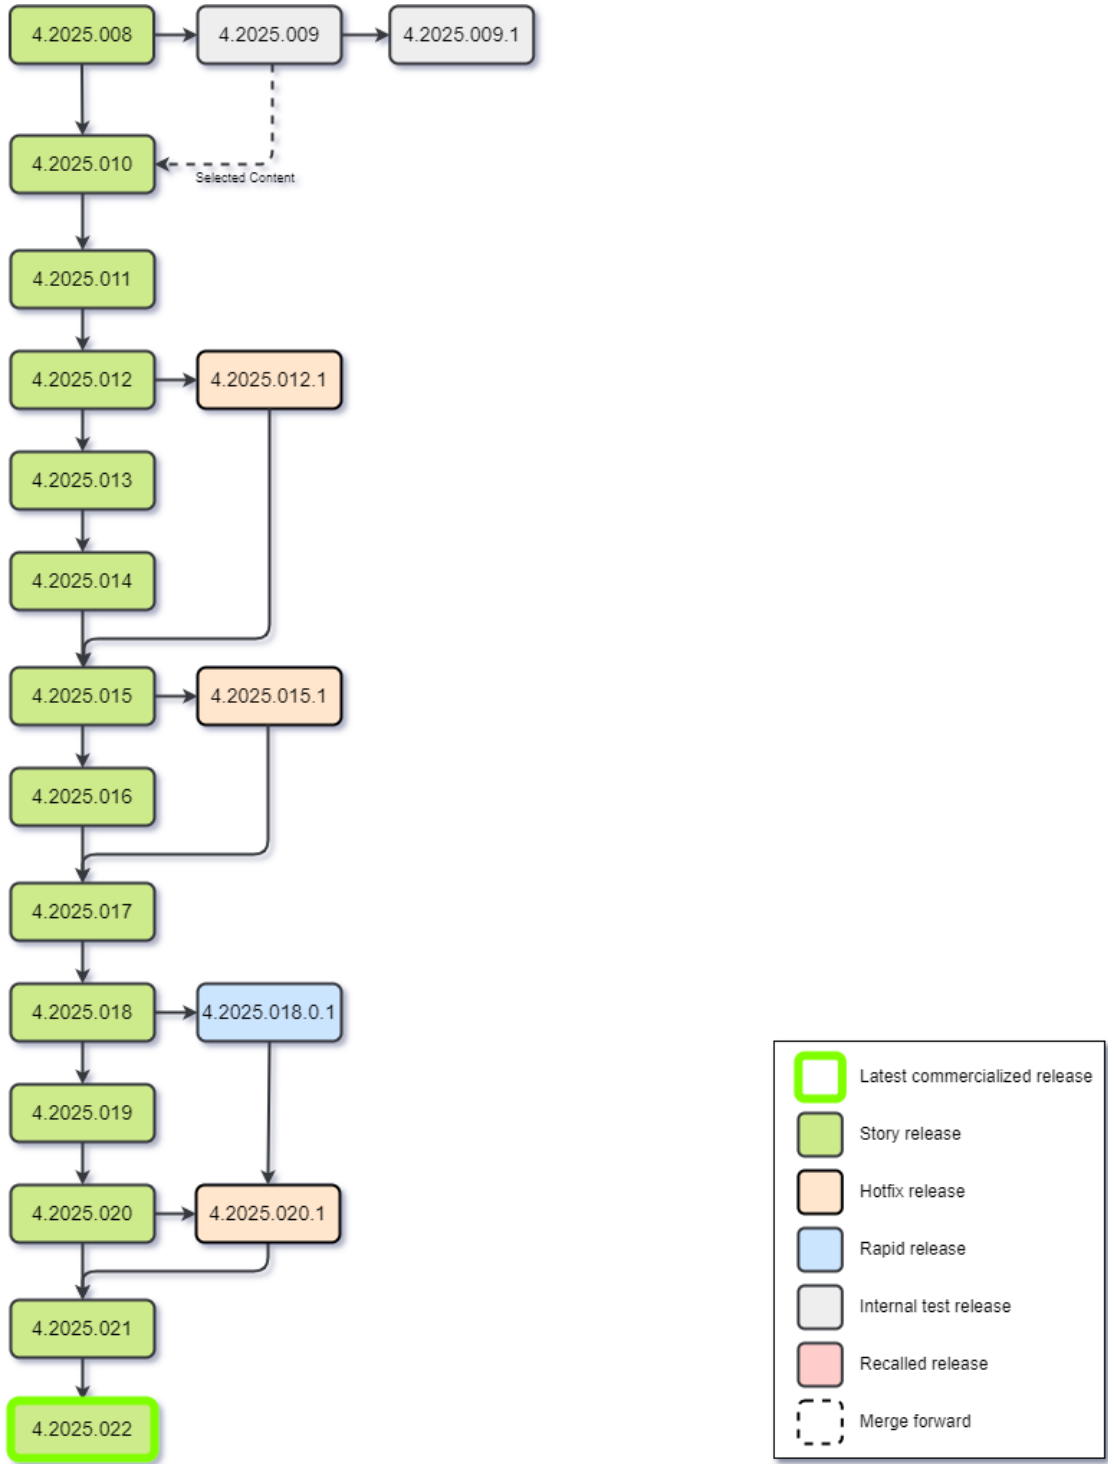 4.2025.008
4.2025.009
4.2025.009.1
4.2025.010
Selected Content
4.2025.011
4.2025.012
4.2025.012.1
4.2025.013
4.2025.014
4.2025.015
4.2025.015.1
4.2025.016
4.2025.017
4.2025.018
4.2025.018.0.1
4.2025.019
4.2025.020
4.2025.020.1
4.2025.021
4.2025.022
Latest commercialized release
Story release
Hotfix release
Rapid release
Internal test release
Recalled release
Merge forward